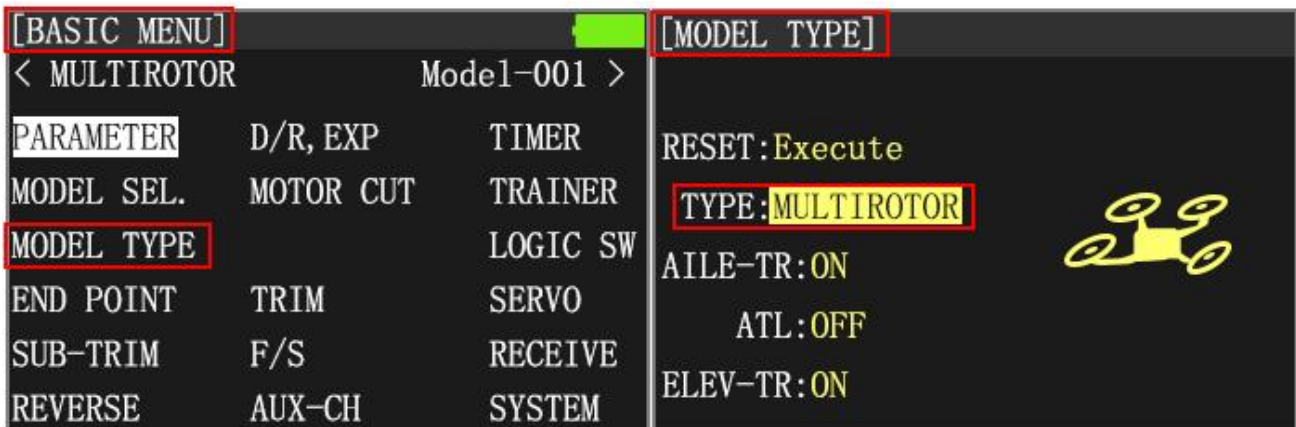 [BASIC MENU]
< MULTIROTOR Model-001 >
PARAMETER D/R, EXP TIMER
MODEL SEL. MOTOR CUT TRAINER
MODEL TYPE LOGIC SW
END POINT TRIM SERVO
SUB-TRIM F/S RECEIVE
REVERSE AUX-CH SYSTEM
[MODEL TYPE]
RESET:Execute
TYPE:MULTIROTOR
AILE-TR:ON
ATL:OFF
ELEV-TR:ON